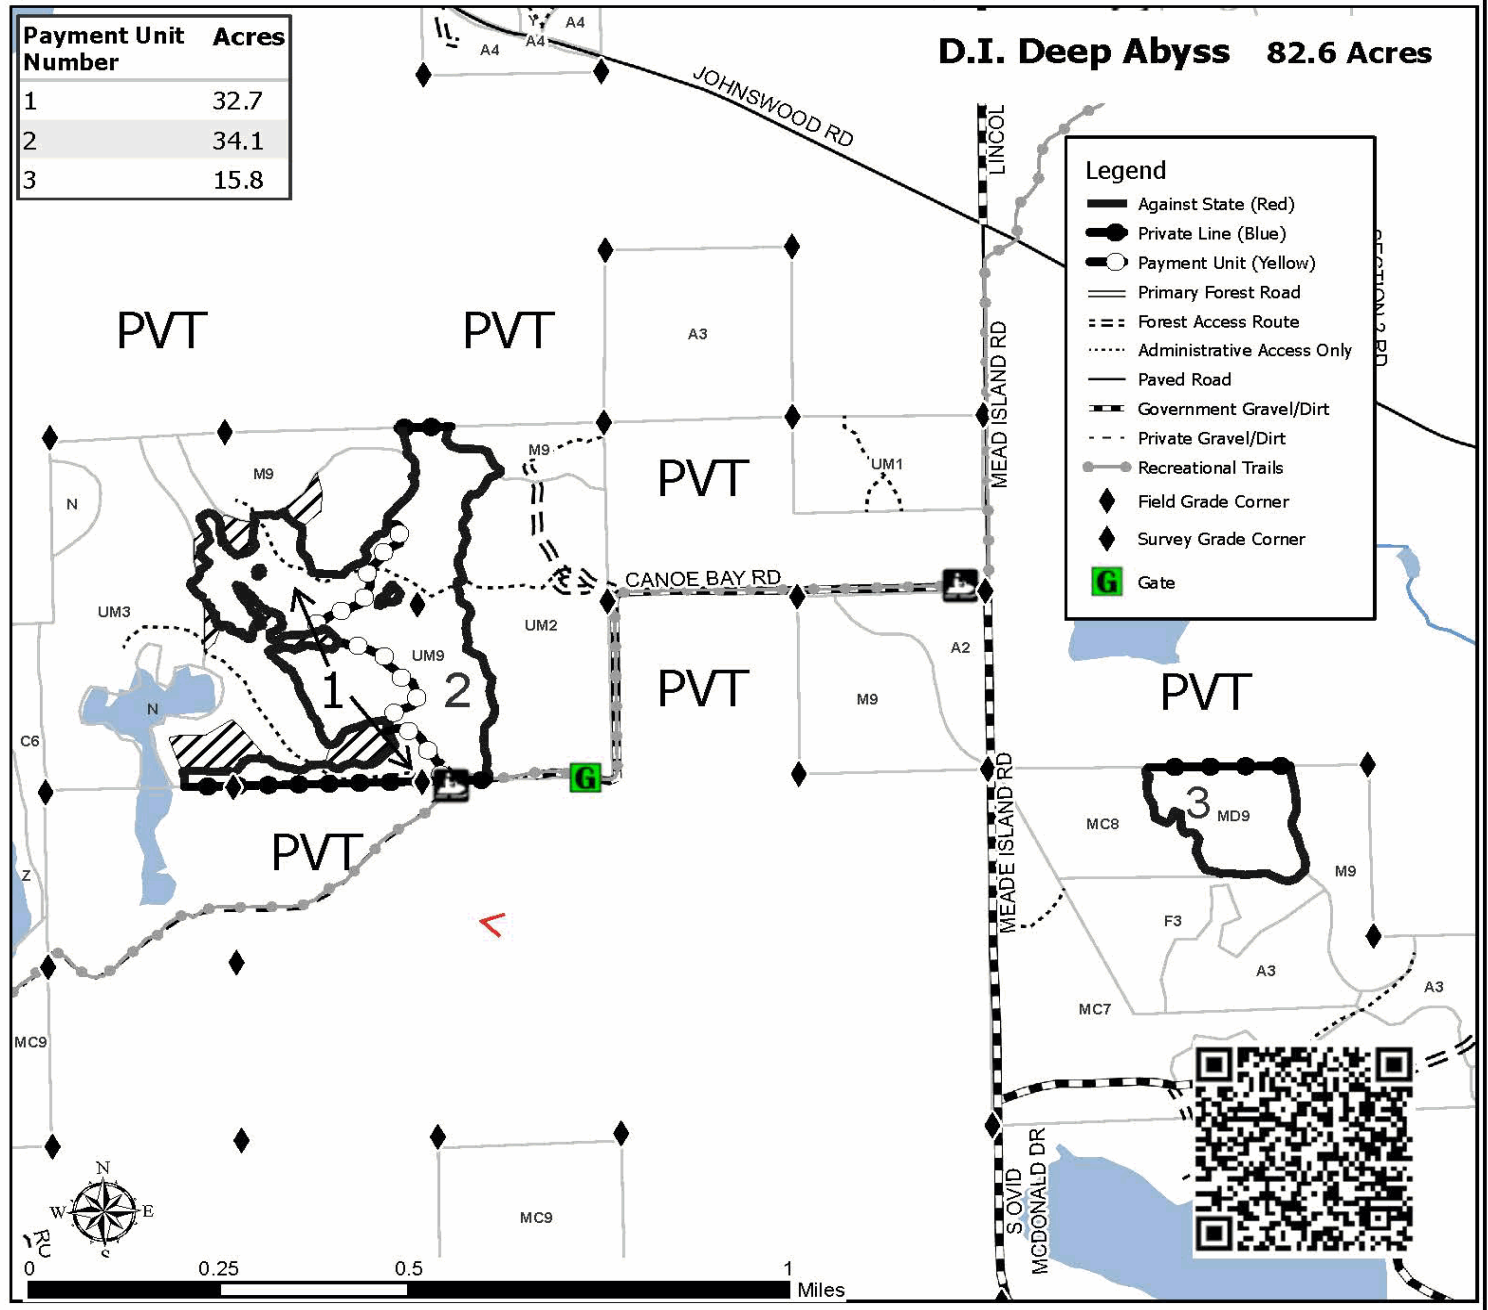 Payment Unit Number Acres
1 32.7
2 34.1
3 15.8
D.I. Deep Abyss 82.6 Acres
A4
A4
A4
JOHNSWOOD RD
LINCOL
Legend
Against State (Red)
Private Line (Blue)
Payment Unit (Yellow)
Primary Forest Road
Forest Access Route
Administrative Access Only
Paved Road
Government Gravel/Dirt
Private Gravel/Dirt
Recreational Trails
Field Grade Corner
Survey Grade Corner
G Gate
PVT
PVT
A3
MEAD ISLAND RD
M9
M9
PVT
UM1
N
CANOE BAY RD
UM3
UM2
UM9
A2
1
2
PVT
M9
PVT
N
C6
G
MEADE ISLAND RD
3
MD9
MC8
PVT
M9
Z
F3
A3
A3
MC7
MC9
MC9
S OVID
MCDONALD DR
N
W E
S
RU
0 0.25 0.5 1
Miles